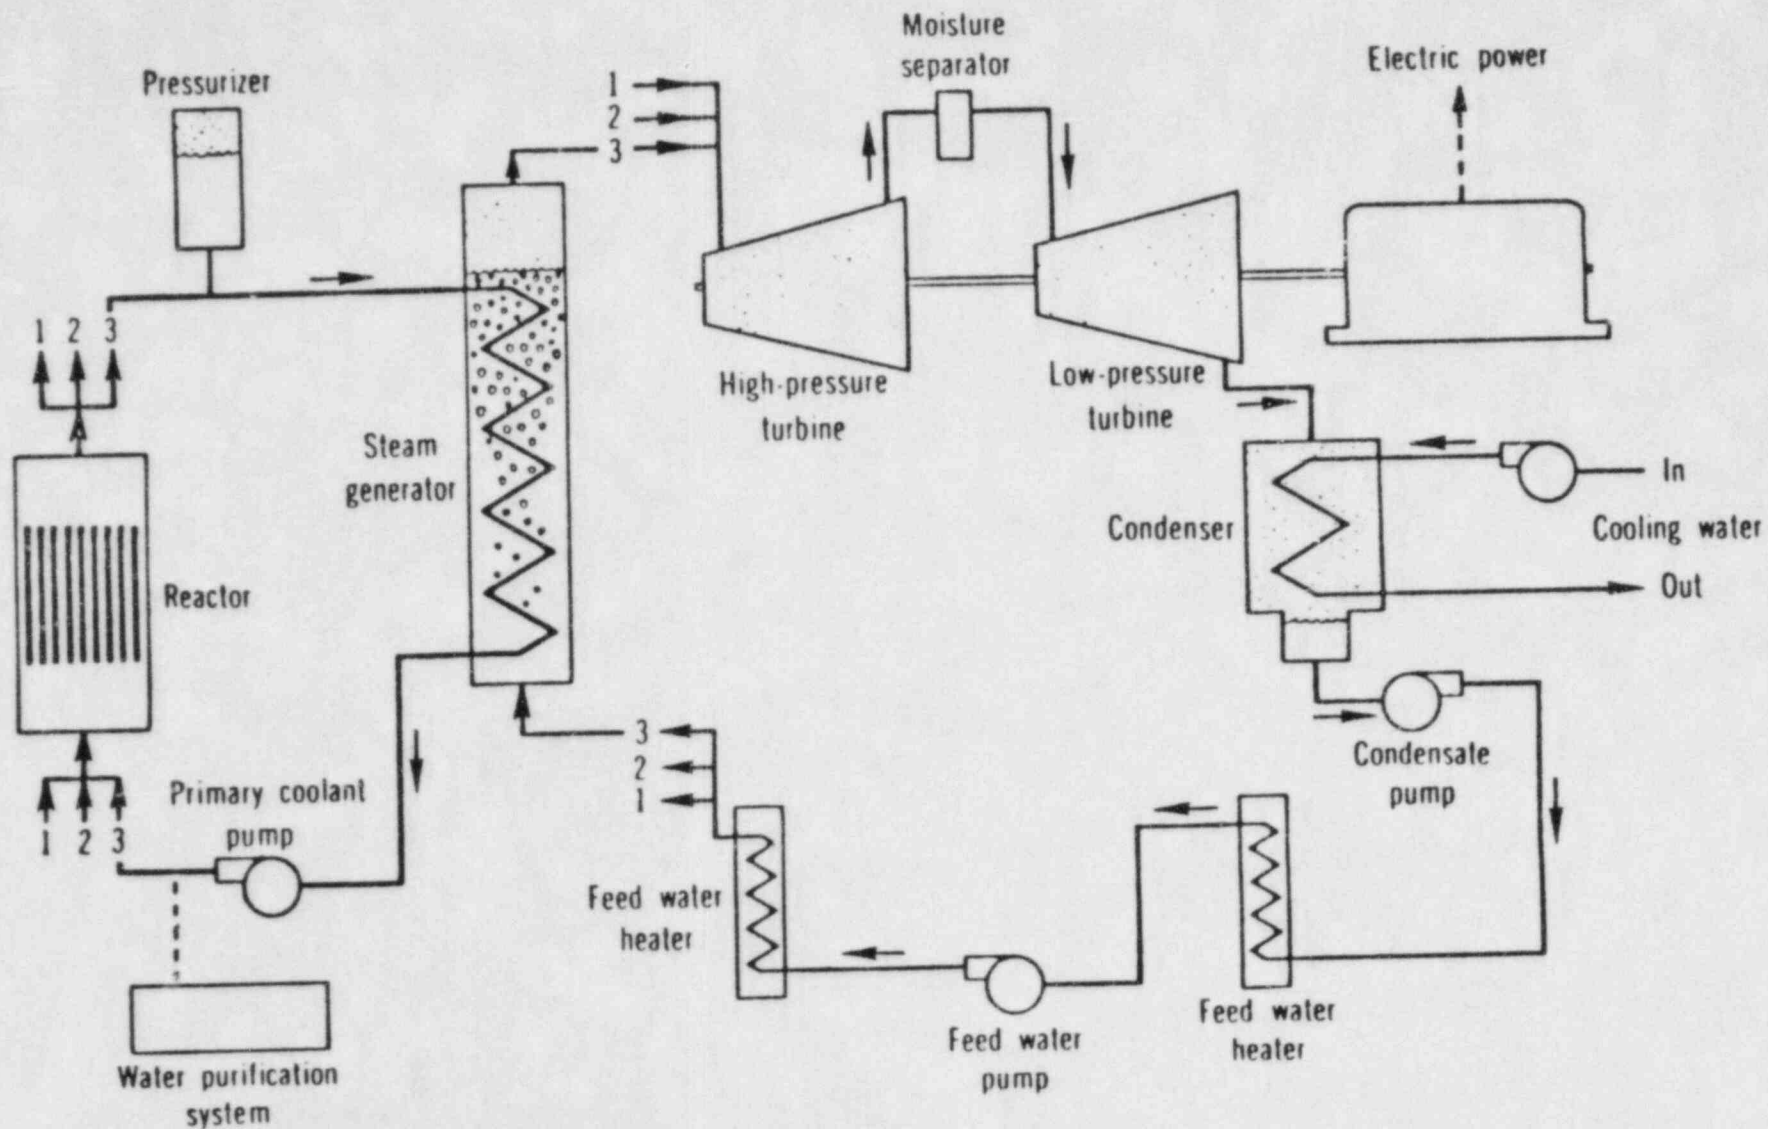 Pressurizer
1
2
3
Moisture
separator
Electric power
1 2 3
Steam
generator
High-pressure
turbine
Low-pressure
turbine
Reactor
Condenser
In
Cooling water
Out
Primary coolant
pump
1 2 3
3
2
1
Condensate
pump
Feed water
heater
Feed water
pump
Feed water
heater
Water purification
system